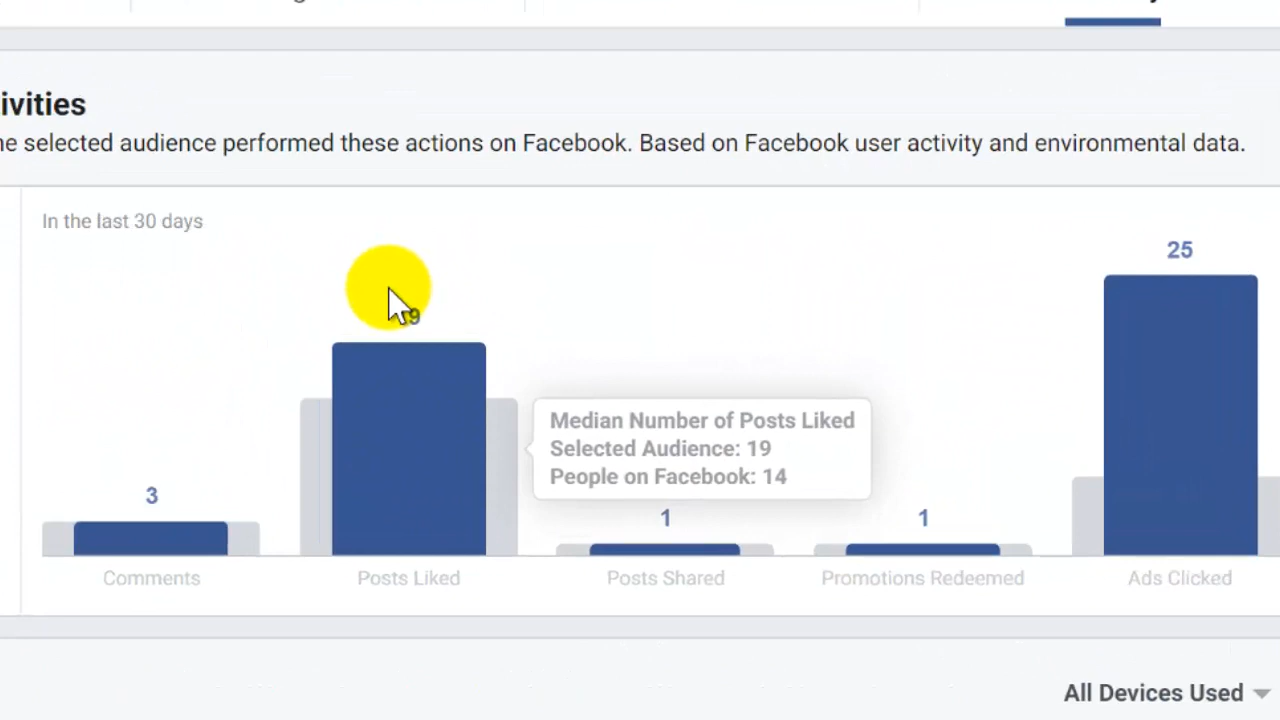 ivities
he selected audience performed these actions on Facebook. Based on Facebook user activity and environmental data.
In the last 30 days
25
9
Median Number of Posts Liked
Selected Audience: 19
People on Facebook: 14
3
1
1
Comments
Posts Liked
Posts Shared
Promotions Redeemed
Ads Clicked
All Devices Used